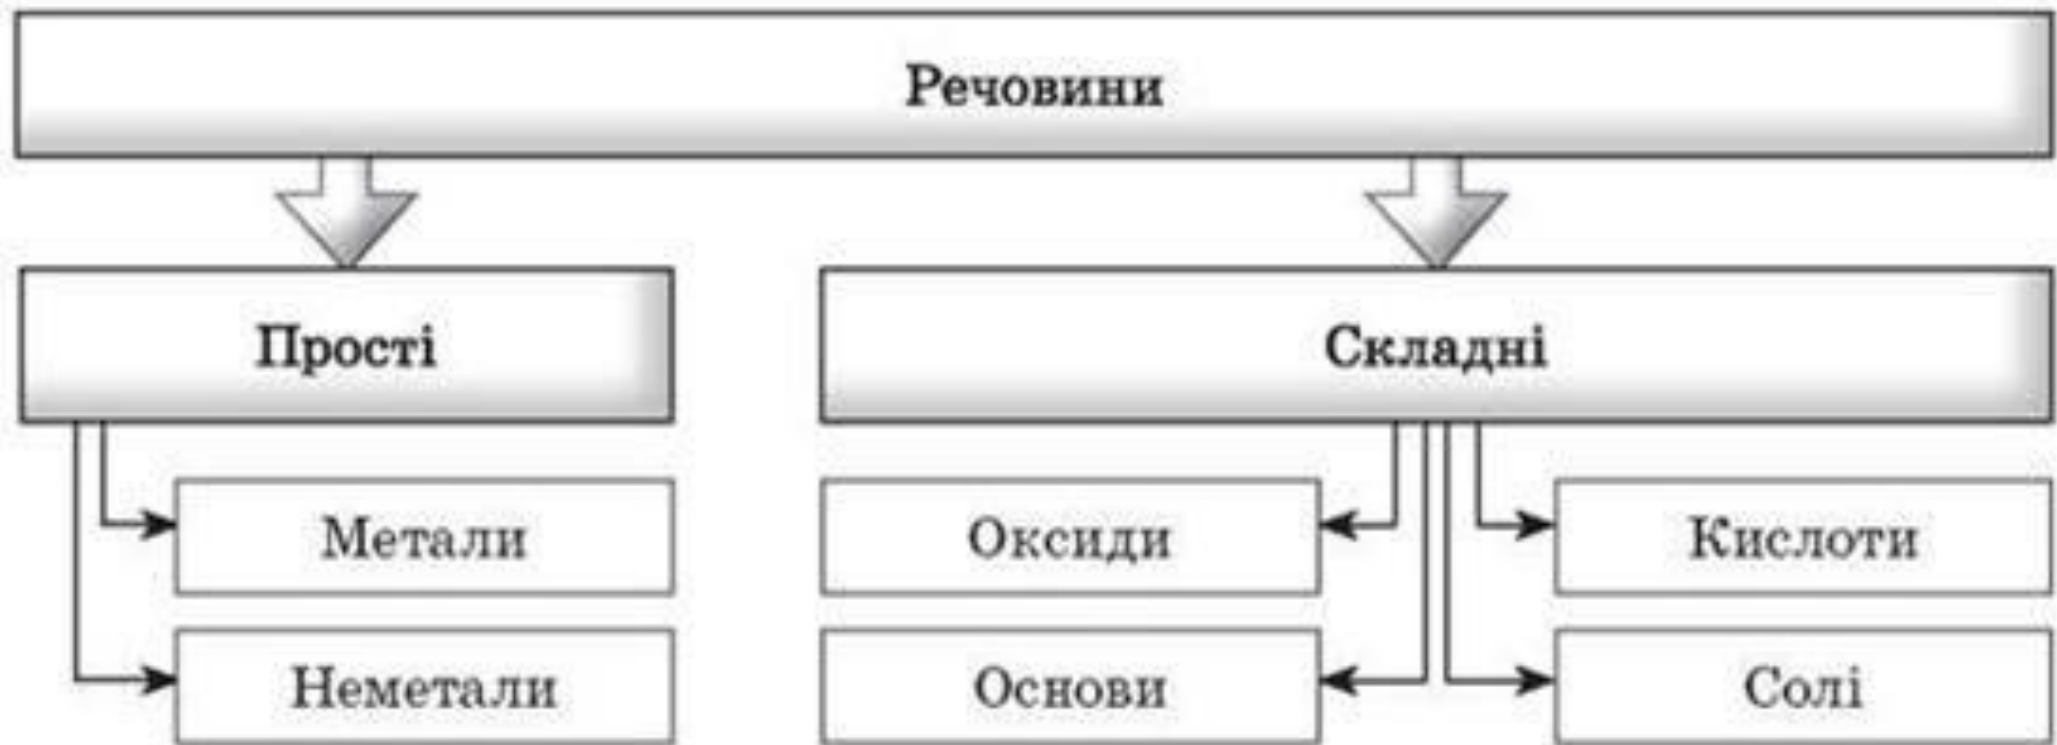 Речовини
Прості
Складні
Метали
Неметали
Оксиди
Кислоти
Основи
Солі